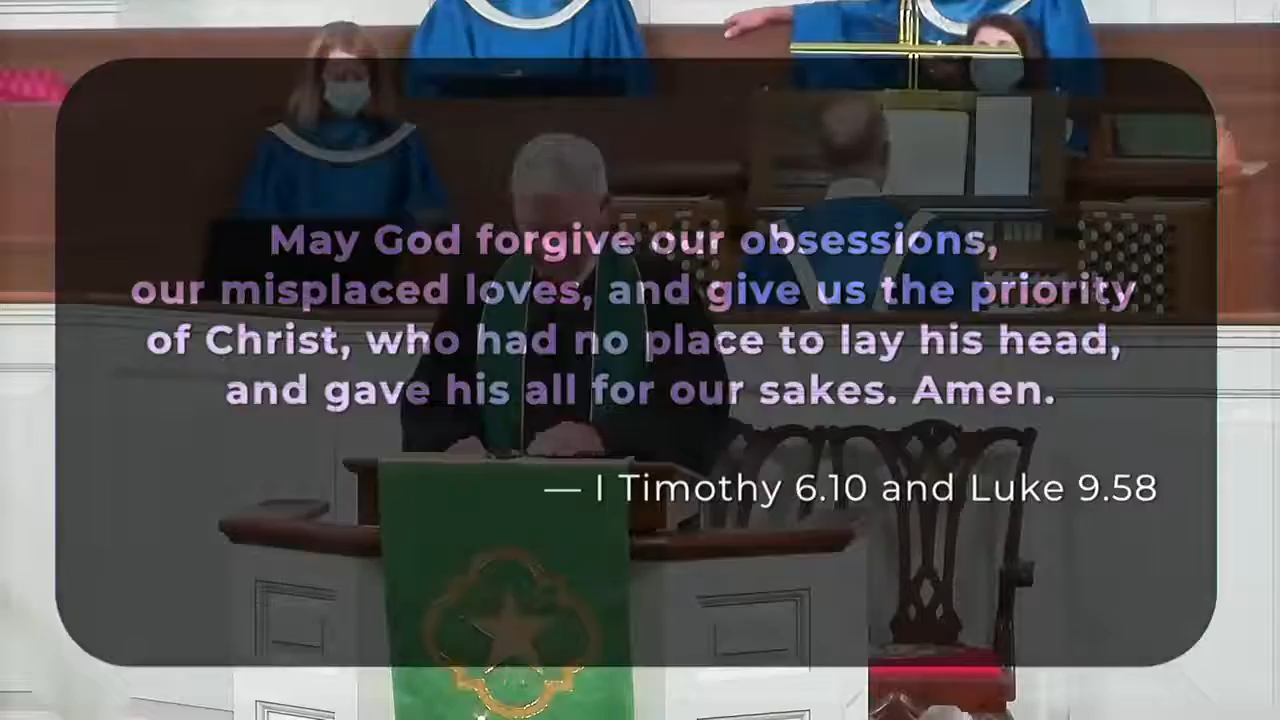 May God forgive our obsessions,
our misplaced loves, and give us the priority
of Christ, who had no place to lay his head,
and gave his all for our sakes. Amen.
— I Timothy 6.10 and Luke 9.58